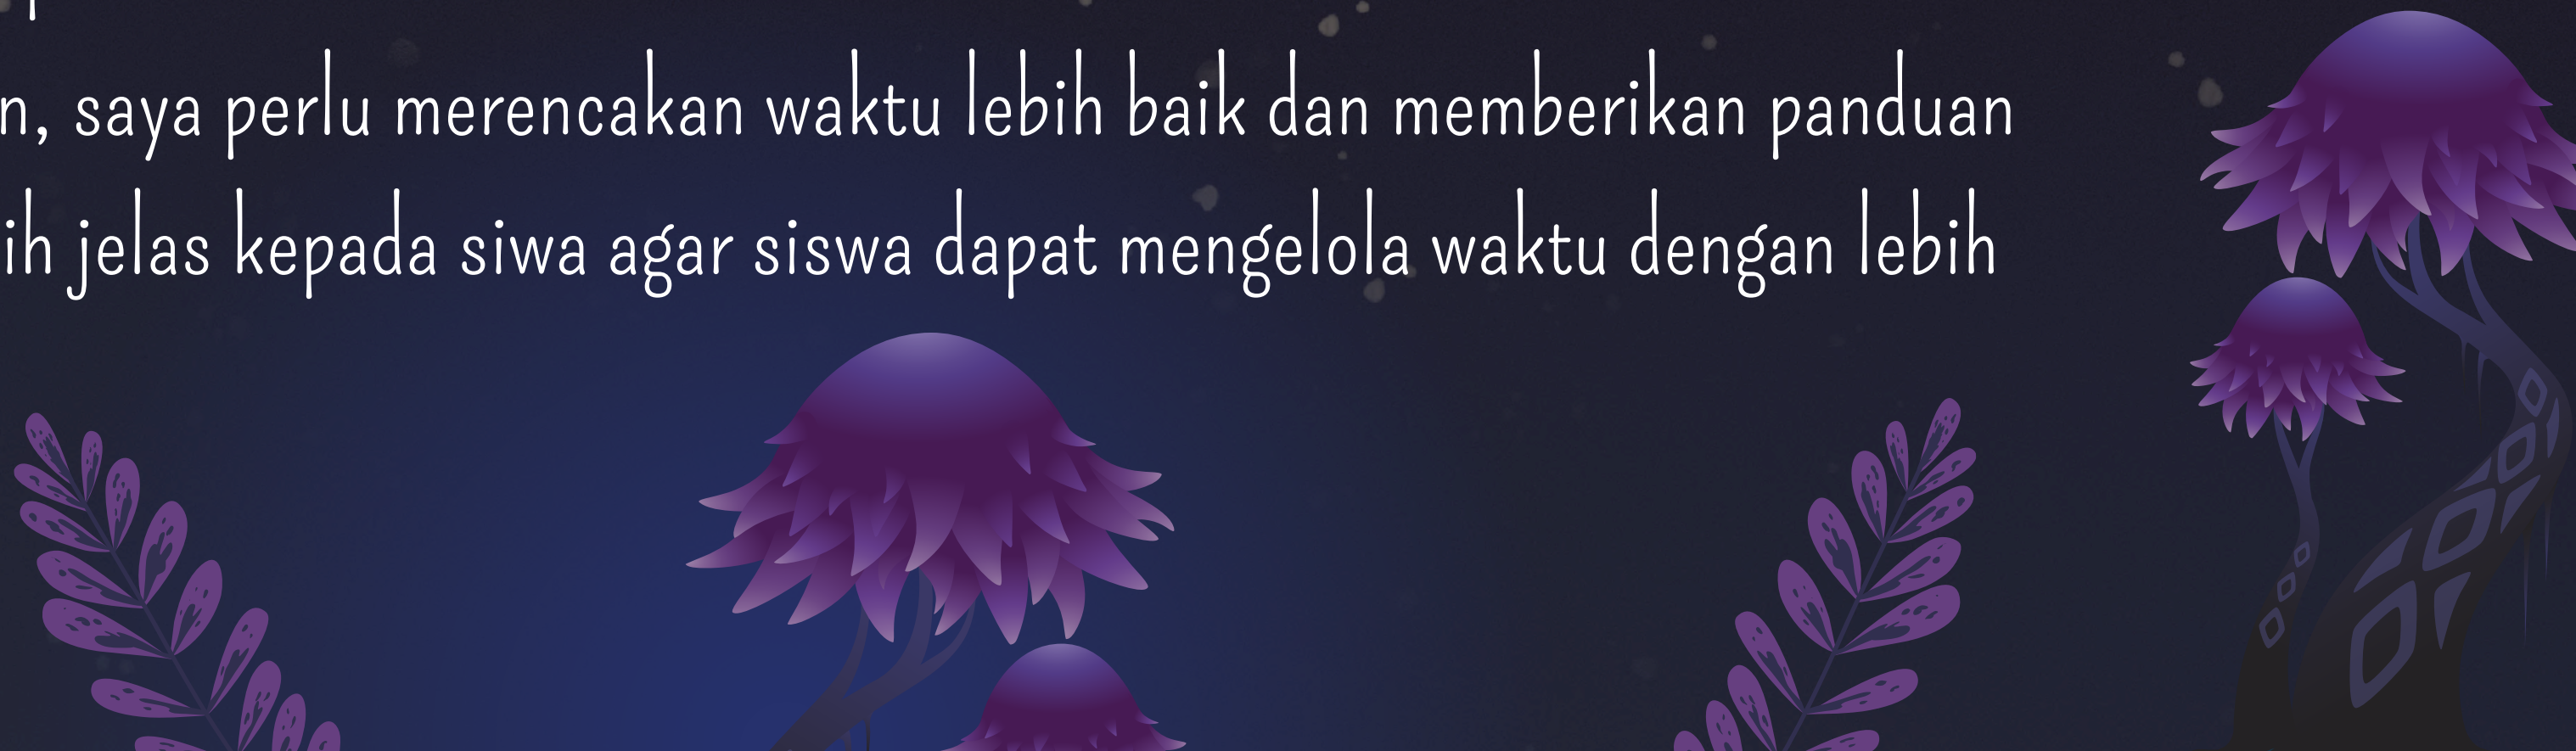 n, saya perlu merencakan waktu lebih baik dan memberikan panduan
ih jelas kepada siwa agar siswa dapat mengelola waktu dengan lebih